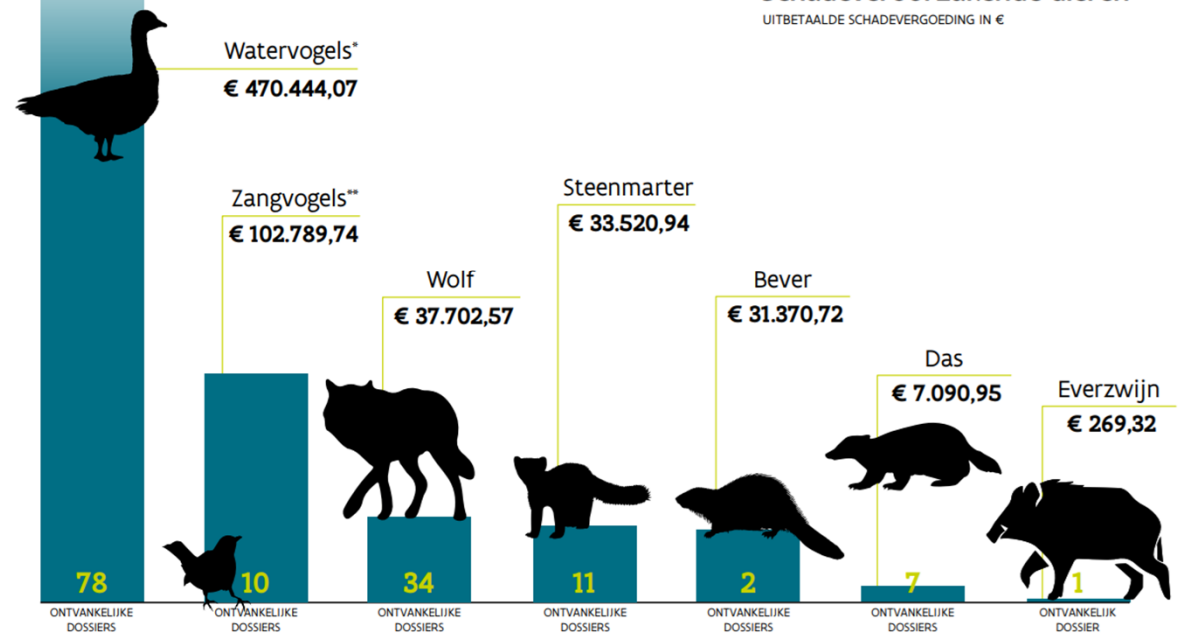 UITBETAALDE SCHADEVERGOEDING IN €
Watervogels*
€ 470.444,07
Zangvogels**
€ 102.789,74
Wolf
€ 37.702,57
Steenmarter
€ 33.520,94
Bever
€ 31.370,72
Das
€ 7.090,95
Everzwijn
€ 269,32
78
ONTVANKELIJKE
DOSSIERS
10
ONTVANKELIJKE
DOSSIERS
34
ONTVANKELIJKE
DOSSIERS
11
ONTVANKELIJKE
DOSSIERS
2
ONTVANKELIJKE
DOSSIERS
7
ONTVANKELIJKE
DOSSIERS
1
ONTVANKELIJK
DOSSIER